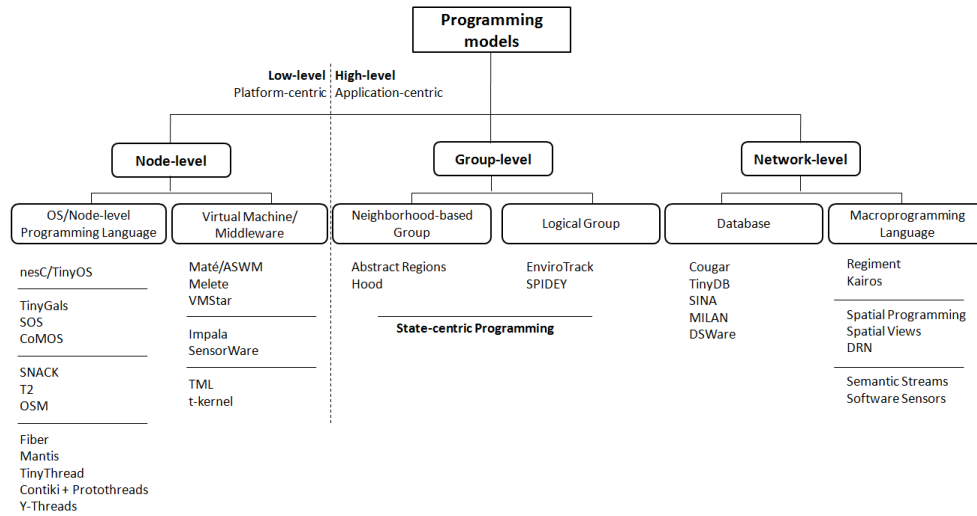 Programming
models
Low-level
High-level
Platform-centric
Application-centric
Node-level
Group-level
Network-level
OS/Node-level
Programming Language
Virtual Machine/
Middleware
Neighborhood-based
Group
Logical Group
Database
Macroprogramming
Language
nesC/TinyOS
TinyGals
SOS
CoMOS
SNACK
T2
OSM
Fiber
Mantis
TinyThread
Contiki + Protothreads
Y-Threads
Maté/ASWM
Melete
VMStar
Impala
SensorWare
TML
t-kernel
Abstract Regions
Hood
EnviroTrack
SPIDEY
State-centric Programming
Cougar
TinyDB
SINA
MILAN
DSWare
Regiment
Kairos
Spatial Programming
Spatial Views
DRN
Semantic Streams
Software Sensors